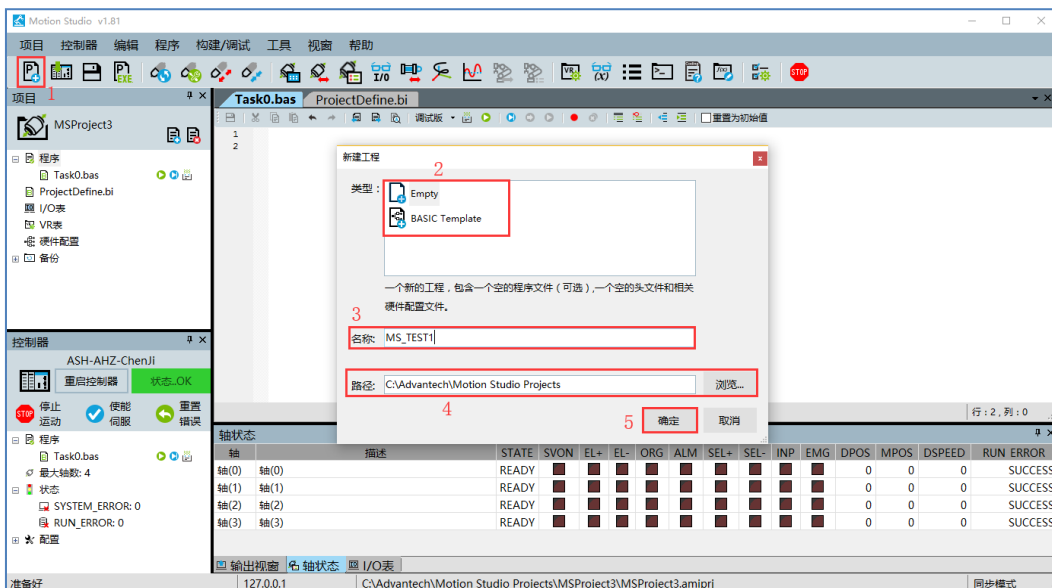 Motion Studio v1.81
项目 控制器 编辑 程序 构建/调试 工具 视窗 帮助
1
项目
Task0.bas ProjectDefine.bi
MSProject3
调试版 重置为初始值
1
2
程序
Task0.bas
ProjectDefine.bi
I/O表
VR表
硬件配置
备份
新建工程
2
类型：
Empty
BASIC Template
一个新的工程，包含一个空的程序文件（可选）,一个空的头文件和相关
硬件配置文件。
3
名称: MS_TEST1
路径: C:\Advantech\Motion Studio Projects 浏览...
4
5 确定 取消
行：2 , 列：0
控制器
ASH-AHZ-ChenJi
重启控制器 状态..OK
STOP 停止运动 使能伺服 重置错误
程序
Task0.bas
最大轴数: 4
状态
SYSTEM_ERROR: 0
RUN_ERROR: 0
配置
轴状态
轴 描述 STATE SVON EL+ EL- ORG ALM SEL+ SEL- INP EMG DPOS MPOS DSPEED RUN ERROR
轴(0) 轴(0) READY 0 0 0 SUCCESS
轴(1) 轴(1) READY 0 0 0 SUCCESS
轴(2) 轴(2) READY 0 0 0 SUCCESS
轴(3) 轴(3) READY 0 0 0 SUCCESS
输出视窗 轴状态 I/O表
准备好 127.0.0.1 C:\Advantech\Motion Studio Projects\MSProject3\MSProject3.amipri 同步模式